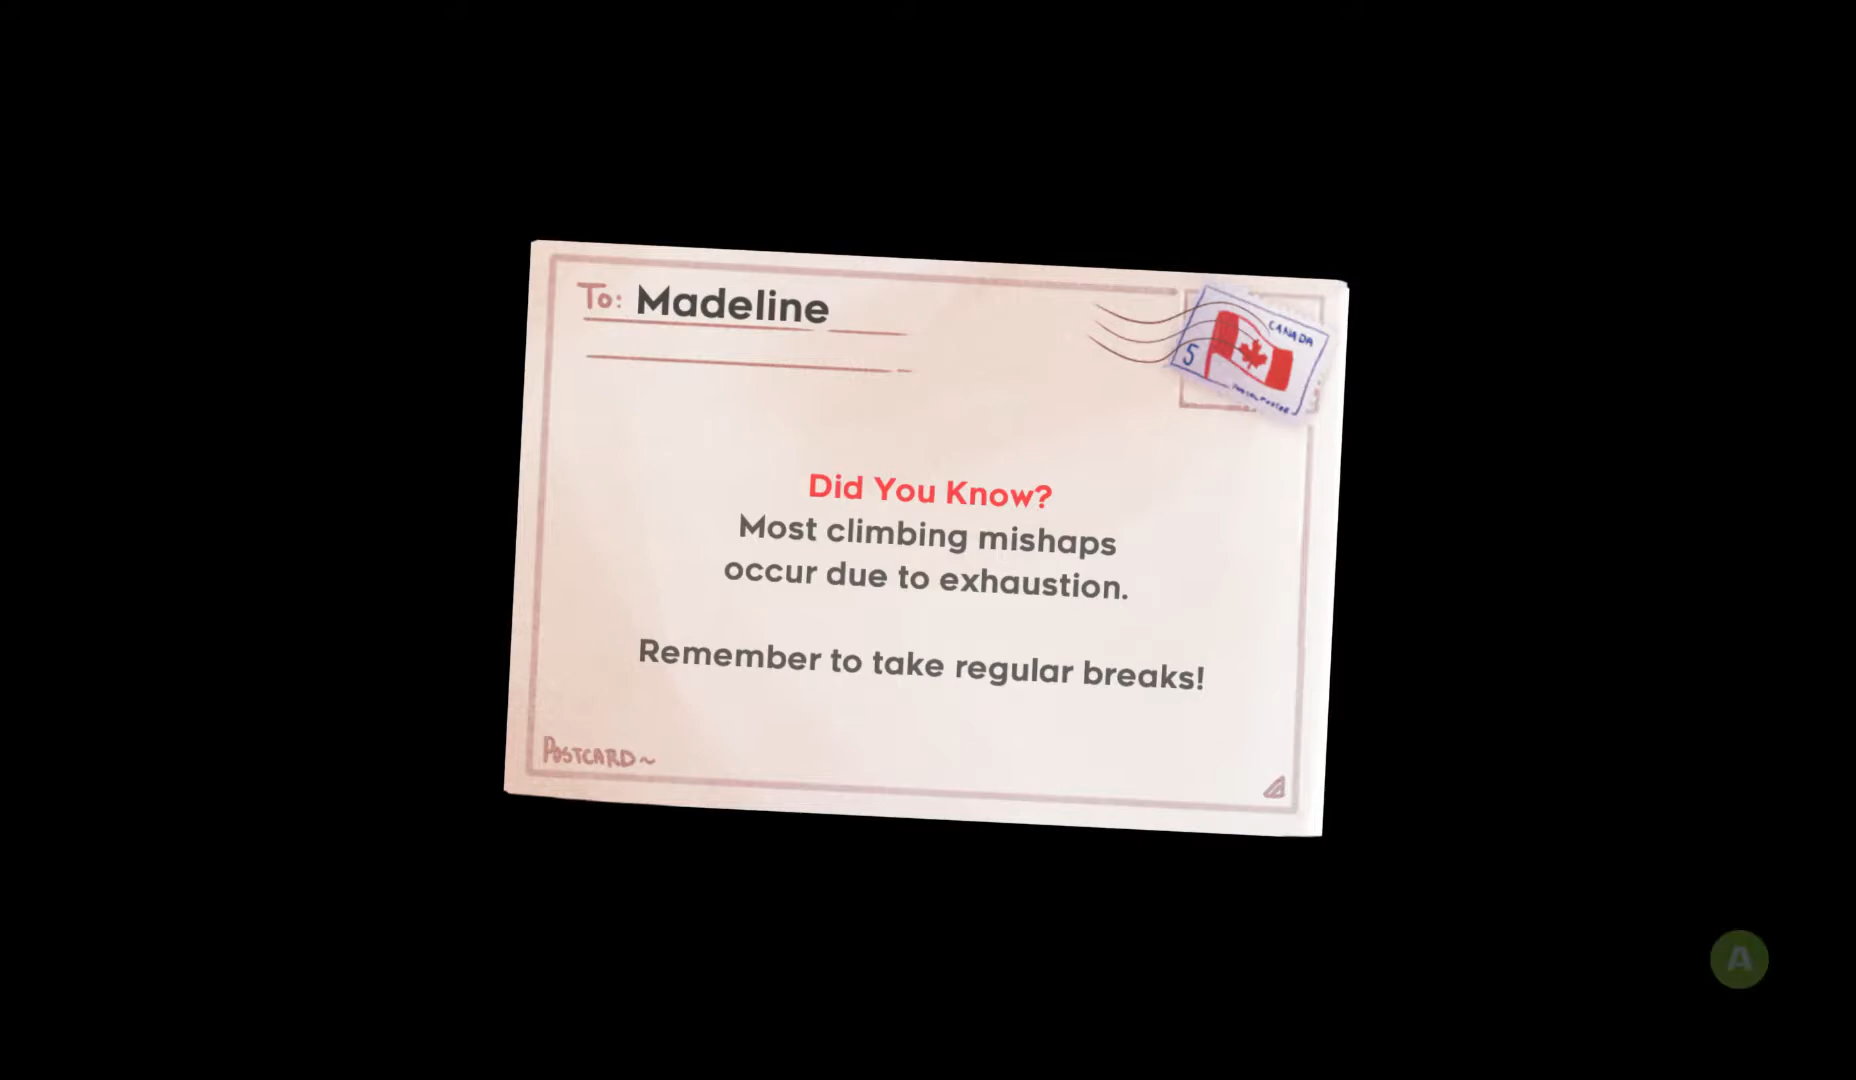 To: Madeline
CANADA
5
Did You Know?
Most climbing mishaps
occur due to exhaustion.
Remember to take regular breaks!
POSTCARD~
A